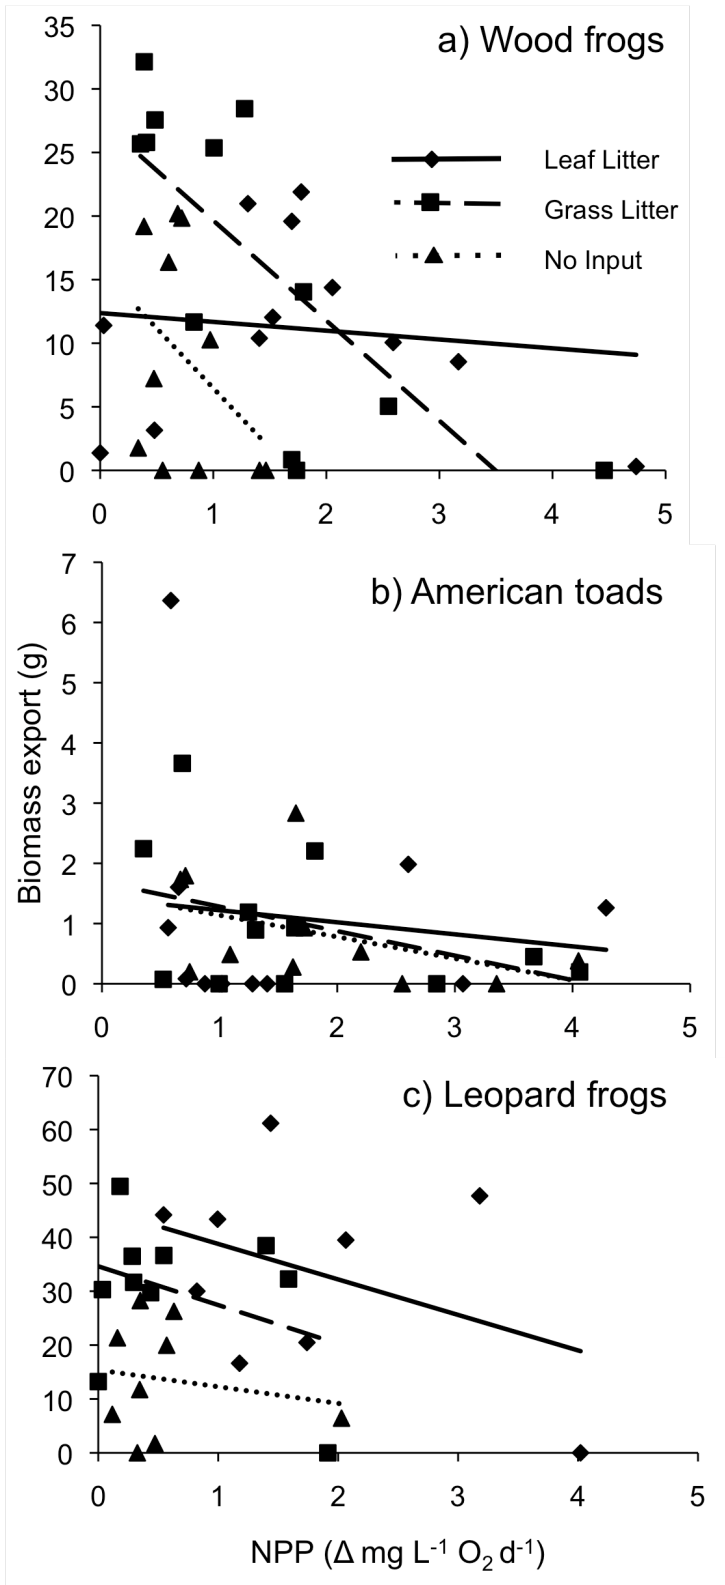 a) Wood frogs
35
30
25
20
15
10
5
0
0 1 2 3 4 5
Leaf Litter
Grass Litter
No Input
b) American toads
Biomass export (g)
7
6
5
4
3
2
1
0
0 1 2 3 4 5
c) Leopard frogs
70
60
50
40
30
20
10
0
0 1 2 3 4 5
NPP (Δ mg L⁻¹ O₂ d⁻¹)